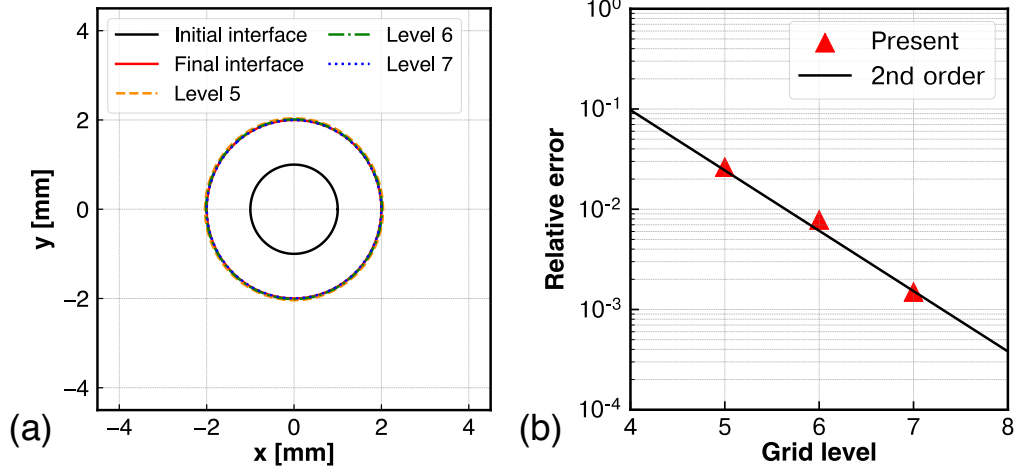 Initial interface
Final interface
Level 5
Level 6
Level 7
4
2
0
−2
−4
y [mm]
−4
−2
0
2
4
x [mm]
(a)
Present
2nd order
10^0
10^-1
10^-2
10^-3
10^-4
Relative error
4
5
6
7
8
Grid level
(b)